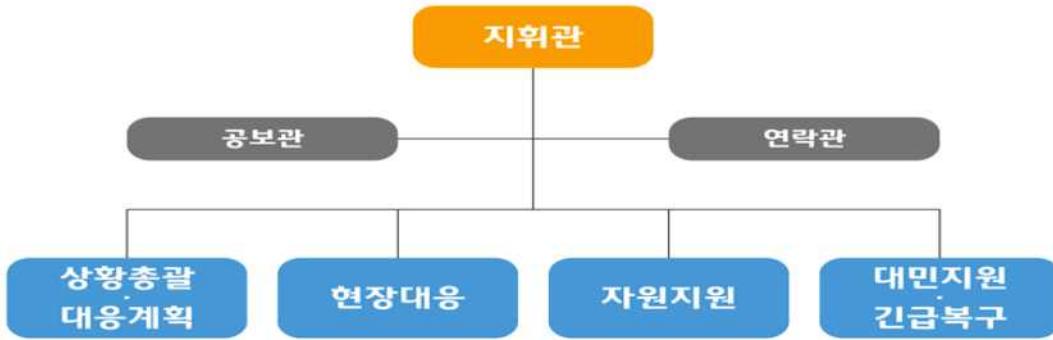 지휘관
공보관
연락관
상황총괄
·
대응계획
현장대응
자원지원
대민지원
·
긴급복구